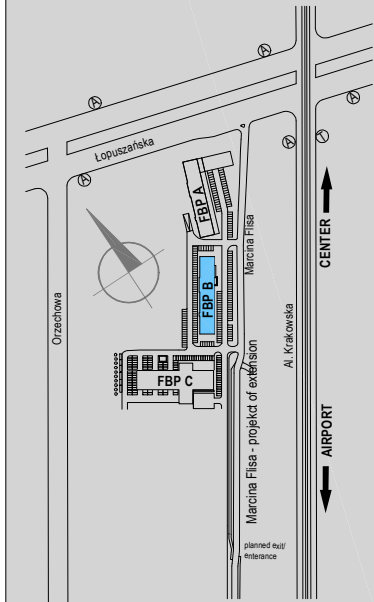 A
A
A
A
A
T
Łopuszańska
FBP A
Marcina Flisa
CENTER
Orzechowa
FBP B
Al. Krakowska
FBP C
Marcina Flisa - projekct of extension
AIRPORT
planned exit/
enterance